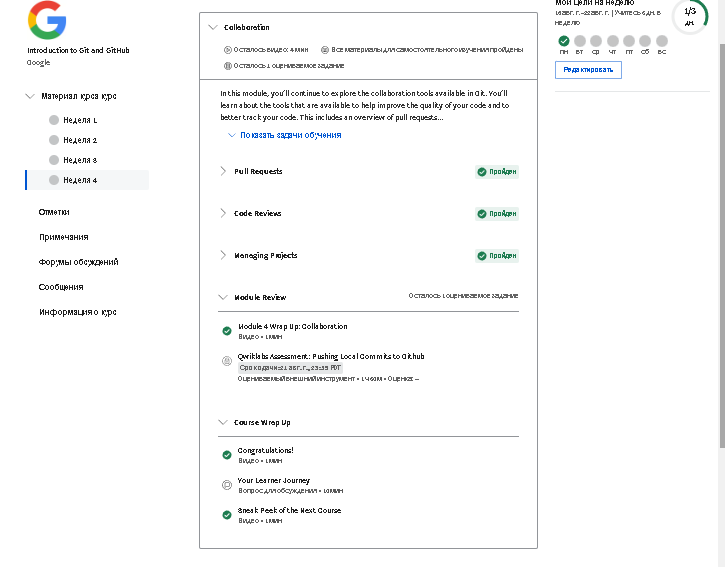 Introduction to Git and GitHub
Google
Материал курса курс
Неделя 1
Неделя 2
Неделя 3
Неделя 4
Отметки
Примечания
Форумы обсуждений
Сообщения
Информация о курс
Collaboration
Осталось видео: 4 мин
Все материалы для самостоятельного изучения пройдены
Осталось 1 оцениваемое задание
In this module, you'll continue to explore the collaboration tools available in Git. You'll
learn about the tools that are available to help improve the quality of your code and to
better track your code. This includes an overview of pull requests...
Показать задачи обучения
Pull Requests
Пройден
Code Reviews
Пройден
Managing Projects
Пройден
Module Review
Осталось 1 оцениваемое задание
Module 4 Wrap Up: Collaboration
Видео • 1 мин
Qwiklabs Assessment: Pushing Local Commits to Github
Срок сдачи: 21 авг. г., 23:59 PDT
Оцениваемый внешний инструмент • 1 ч • Оценка: --
Course Wrap Up
Congratulations!
Видео • 1 мин
Your Learner Journey
Вопрос для обсуждения • 10 мин
Sneak Peek of the Next Course
Видео • 1 мин
Мои цели на неделю
авг. г.–22 авг. г. | Учитесь дн. в
неделю
1/3
дн.
пн вт ср чт пт сб вс
Редактировать